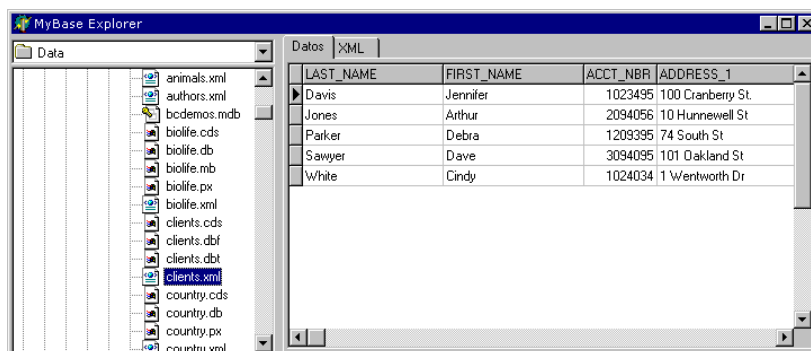 MyBase Explorer
Data
animals.xml
authors.xml
bcdemos.mdb
biolife.cds
biolife.db
biolife.mb
biolife.px
biolife.xml
clients.cds
clients.dbf
clients.dbt
clients.xml
country.cds
country.db
country.px
country.xml
Datos XML
LAST_NAME FIRST_NAME ACCT_NBR ADDRESS_1
Davis Jennifer 1023495 100 Cranberry St.
Jones Arthur 2094056 10 Hunnewell St
Parker Debra 1209395 74 South St
Sawyer Dave 3094095 101 Oakland St
White Cindy 1024034 1 Wentworth Dr